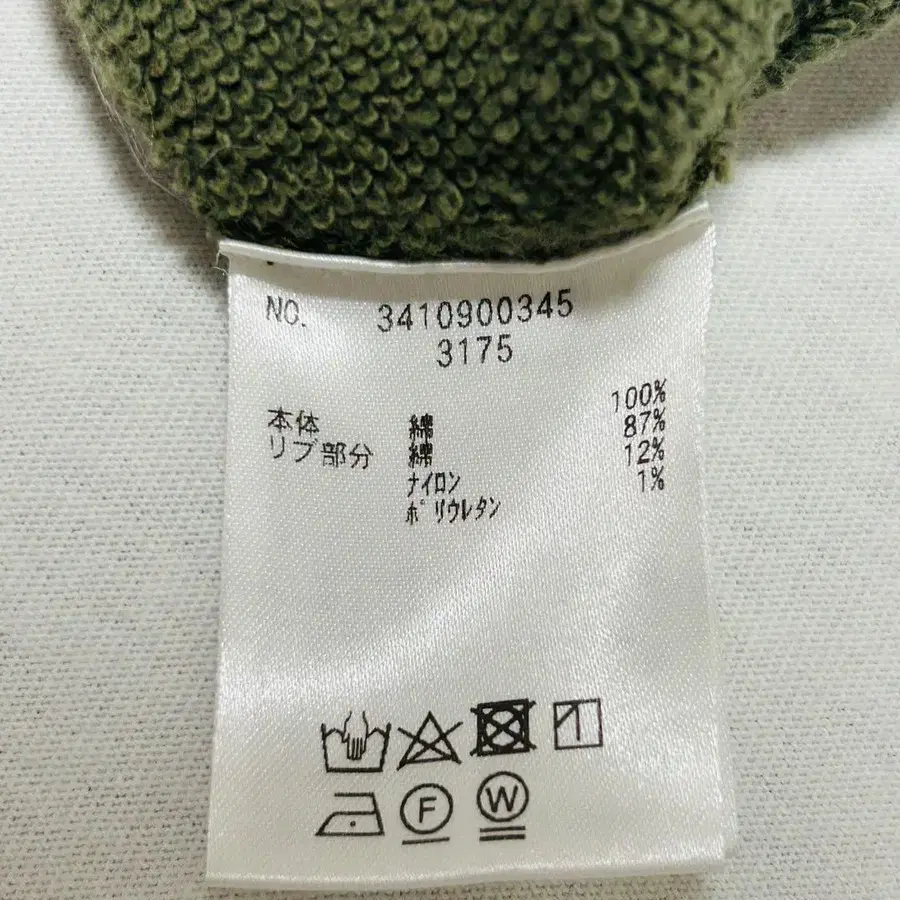 NO. 3410900345
3175
本体 綿 100%
リブ部分 綿 87%
ナイロン 12%
ポリウレタン 1%
F W